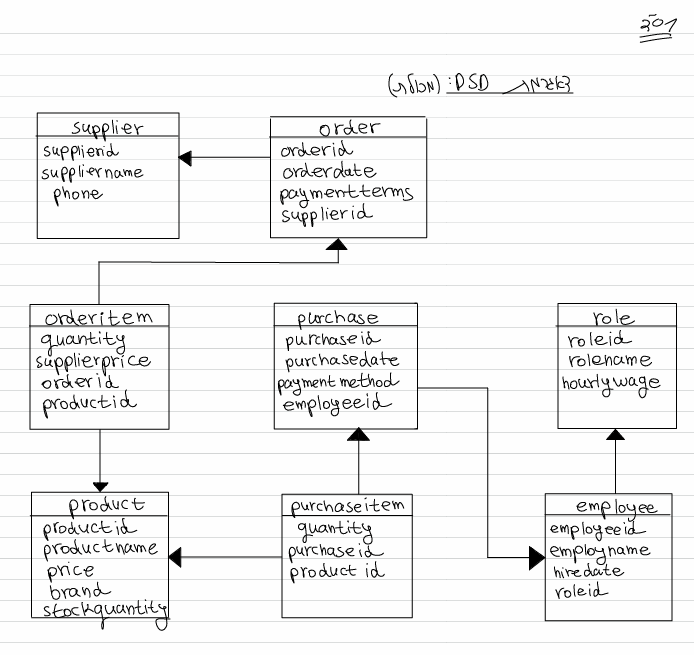 (מכולת) : DSD
supplier
supplierid
suppliername
phone
order
orderid
orderdate
paymentterms
supplierid
orderitem
quantity
supplierprice
orderid
productid
purchase
purchaseid
purchasedate
payment method
employeeid
role
roleid
rolename
hourlywage
product
productid
productname
price
brand
stockquantity
purchaseitem
quantity
purchaseid
product id
employee
employeeid
employname
hiredate
roleid